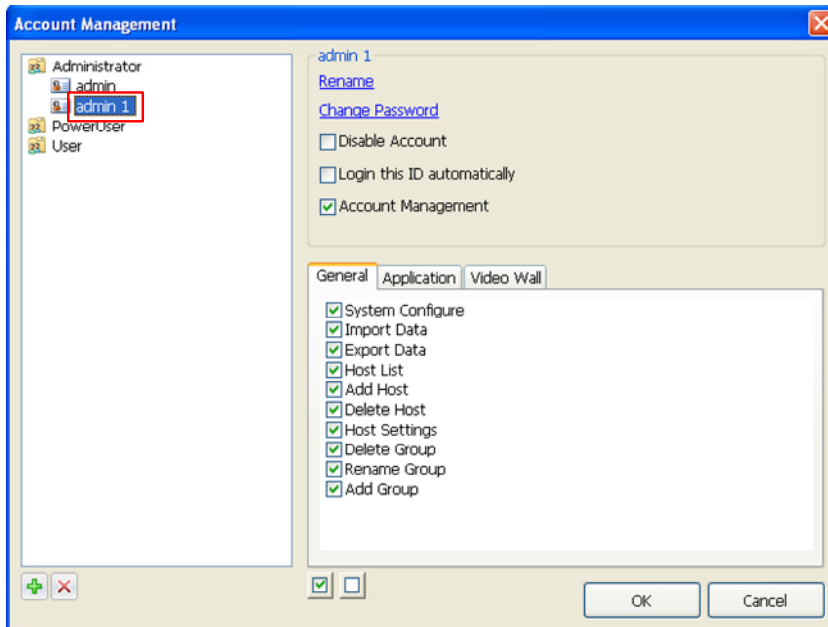 Account Management
Administrator
admin
admin 1
PowerUser
User
admin 1
Rename
Change Password
Disable Account
Login this ID automatically
Account Management
General Application Video Wall
System Configure
Import Data
Export Data
Host List
Add Host
Delete Host
Host Settings
Delete Group
Rename Group
Add Group
OK Cancel